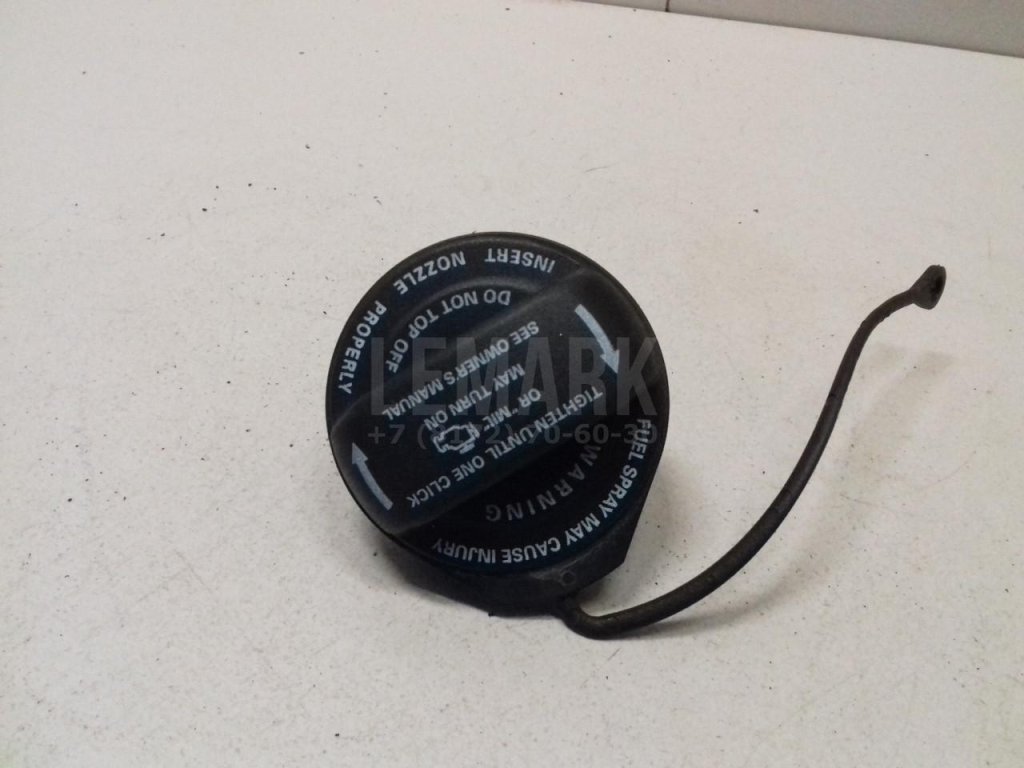 WARNING
FUEL SPRAY MAY CAUSE INJURY
TIGHTEN UNTIL ONE CLICK
OR "MIL"
MAY TURN ON
SEE OWNER'S MANUAL
DO NOT TOP OFF
INSERT NOZZLE PROPERLY
LEMARK